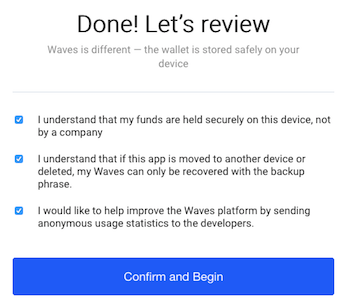 Done! Let's review
Waves is different — the wallet is stored safely on your
device
I understand that my funds are held securely on this device, not
by a company
I understand that if this app is moved to another device or
deleted, my Waves can only be recovered with the backup
phrase.
I would like to help improve the Waves platform by sending
anonymous usage statistics to the developers.
Confirm and Begin